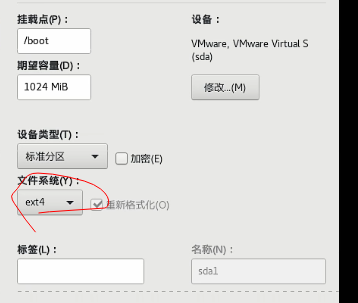 挂载点(P)：
设备：
/boot
VMware, VMware Virtual S
(sda)
期望容量(D)：
1024 MiB
修改...(M)
设备类型(T)：
标准分区
加密(E)
文件系统(Y)：
ext4
重新格式化(O)
标签(L)：
名称(N)：
sda1